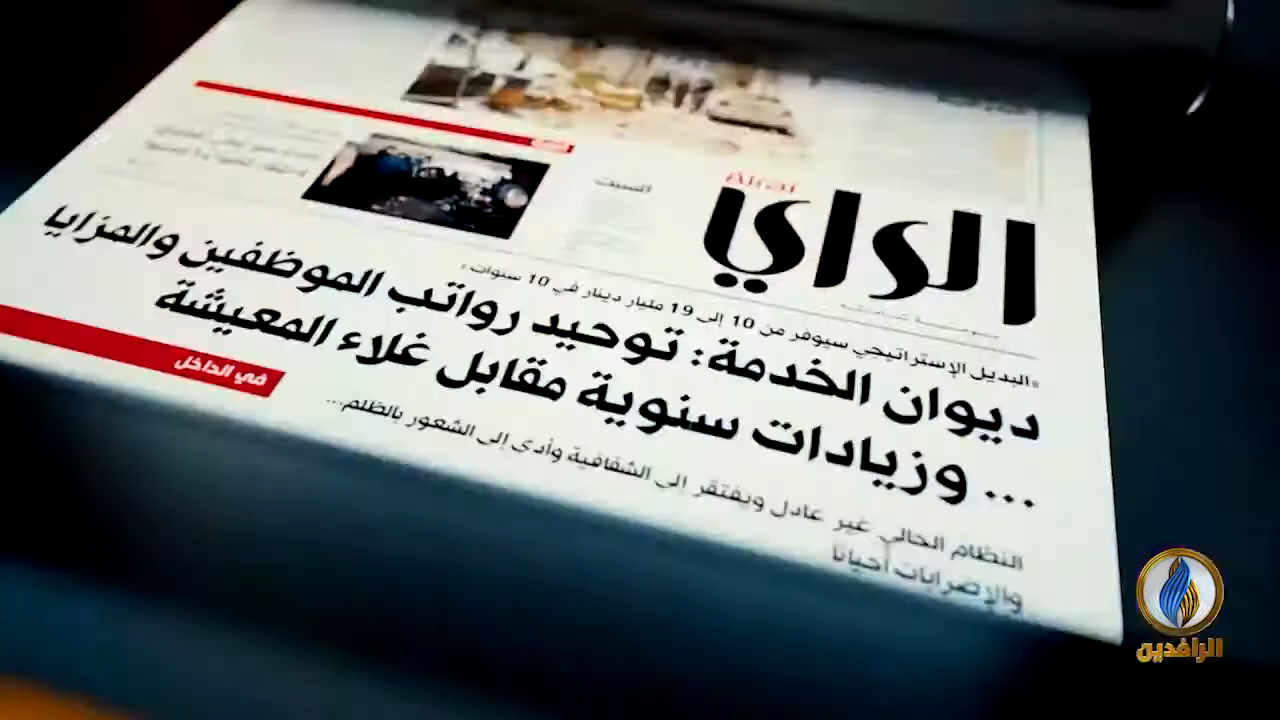 Alrai
الراي
السبت
«البديل الإستراتيجي سيوفر من 10 إلى 19 مليار دينار في 10 سنوات»
ديوان الخدمة: توحيد رواتب الموظفين والمزايا
... وزيادات سنوية مقابل غلاء المعيشة
النظام الحالي غير عادل ويفتقر إلى الشفافية وأدى إلى الشعور بالظلم...
والإضرابات أحياناً
في الداخل
الرافدين